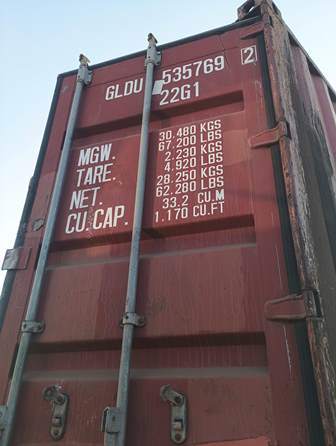 GLDU 535769 2
22G1
MGW. 30.480 KGS
67.200 LBS
TARE. 2.230 KGS
4.920 LBS
NET. 28.250 KGS
62.280 LBS
CU.CAP. 33.2 CU.M
1.170 CU.FT